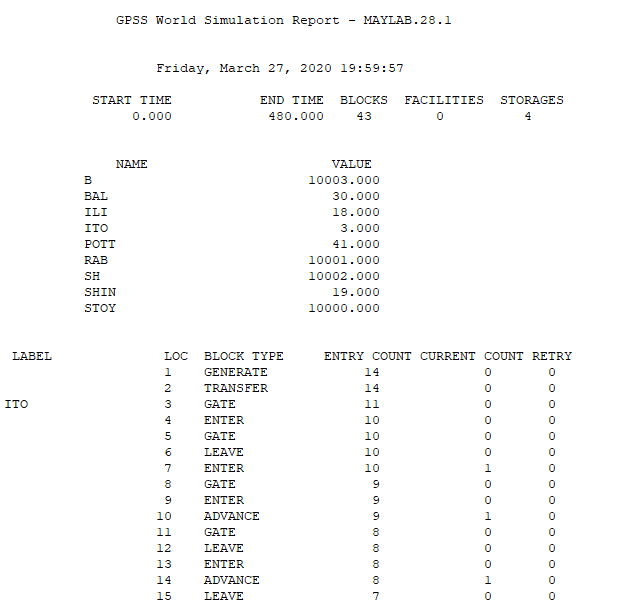 GPSS World Simulation Report - MAYLAB.28.1
Friday, March 27, 2020 19:59:57
START TIME END TIME BLOCKS FACILITIES STORAGES
0.000 480.000 43 0 4
NAME VALUE
B 10003.000
BAL 30.000
ILI 18.000
ITO 3.000
POTT 41.000
RAB 10001.000
SH 10002.000
SHIN 19.000
STOY 10000.000
LABEL LOC BLOCK TYPE ENTRY COUNT CURRENT COUNT RETRY
1 GENERATE 14 0 0
2 TRANSFER 14 0 0
ITO 3 GATE 11 0 0
4 ENTER 10 0 0
5 GATE 10 0 0
6 LEAVE 10 0 0
7 ENTER 10 1 0
8 GATE 9 0 0
9 ENTER 9 0 0
10 ADVANCE 9 1 0
11 GATE 8 0 0
12 LEAVE 8 0 0
13 ENTER 8 0 0
14 ADVANCE 8 1 0
15 LEAVE 7 0 0